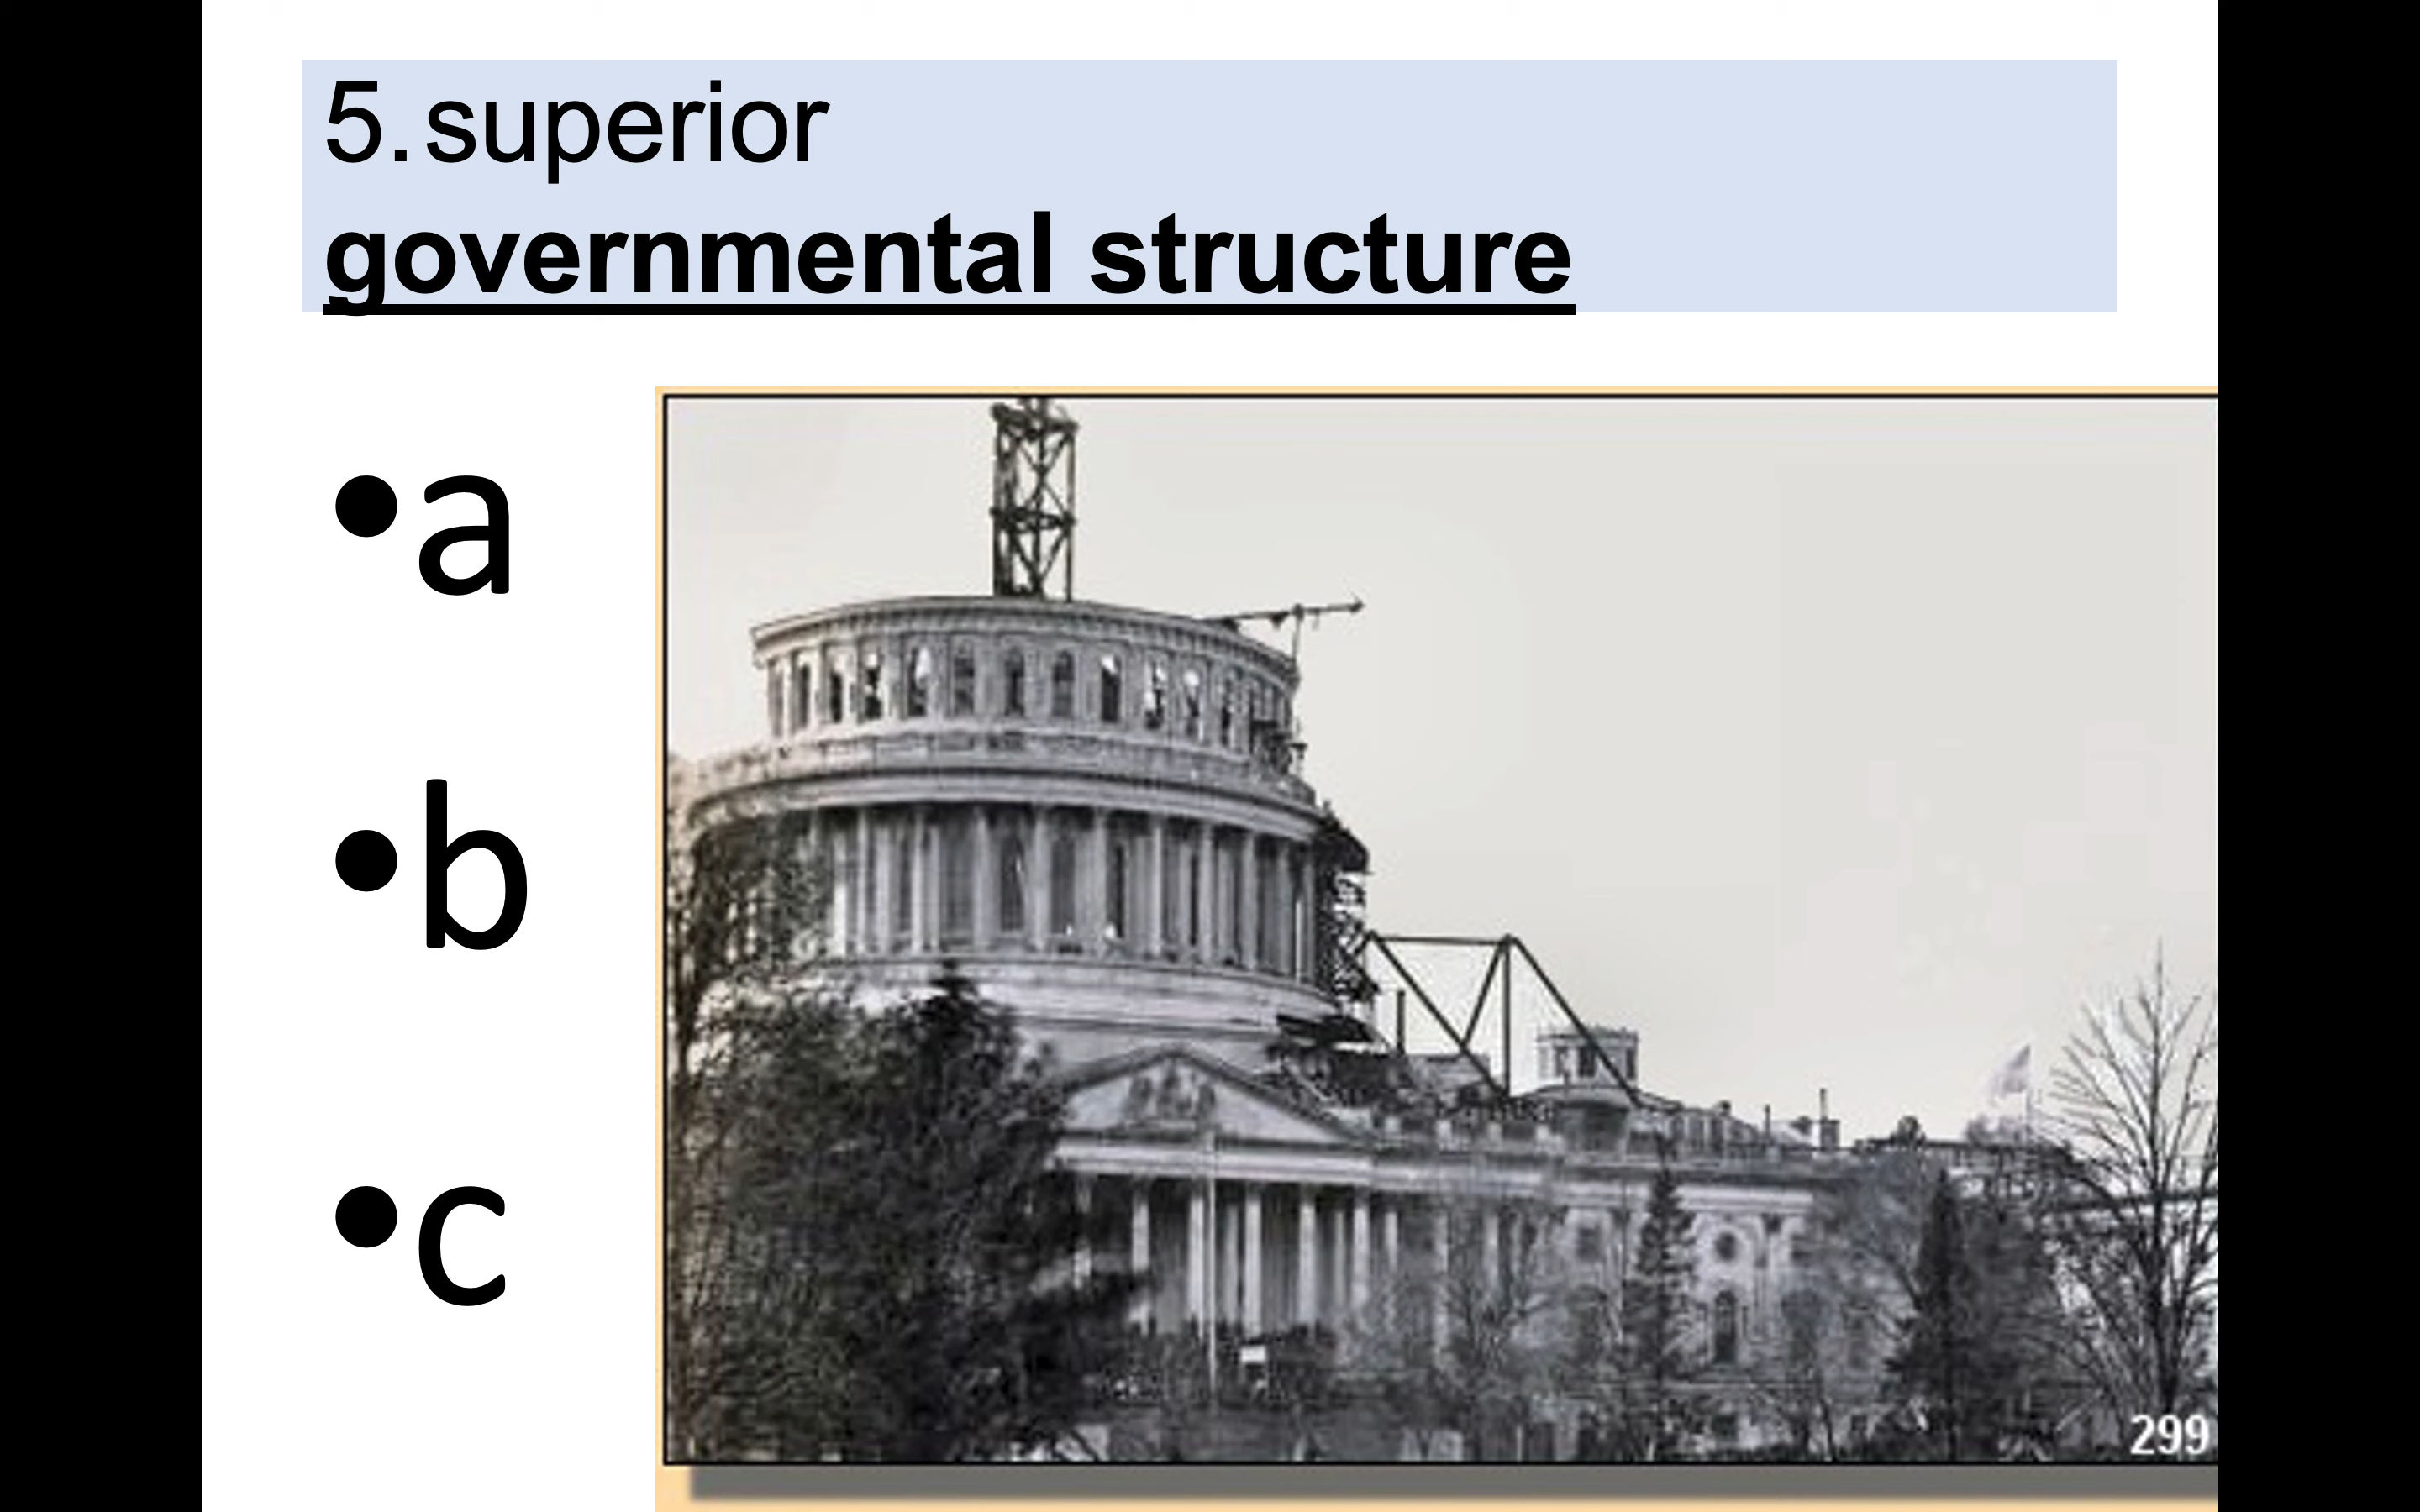 5. superior
governmental structure
•a
•b
•c
299